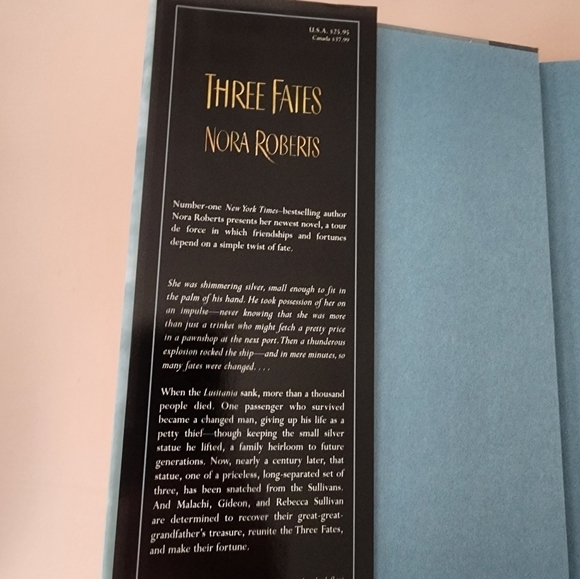 U.S.A. $25.95
Canada $37.99
THREE FATES
NORA ROBERTS
Number-one New York Times-bestselling author
Nora Roberts presents her newest novel, a tour
de force in which friendships and fortunes
depend on a simple twist of fate.
She was shimmering silver, small enough to fit in
the palm of his hand. He took possession of her on
an impulse—never knowing that she was more
than just a trinket who might fetch a pretty price
in a pawnshop at the next port. Then a thunderous
explosion rocked the ship—and in mere minutes, so
many fates were changed. . . .
When the Lusitania sank, more than a thousand
people died. One passenger who survived
became a changed man, giving up his life as a
petty thief—though keeping the small silver
statue he lifted, a family heirloom to future
generations. Now, nearly a century later, that
statue, one of a priceless, long-separated set of
three, has been snatched from the Sullivans.
And Malachi, Gideon, and Rebecca Sullivan
are determined to recover their great-great-
grandfather's treasure, reunite the Three Fates,
and make their fortune.